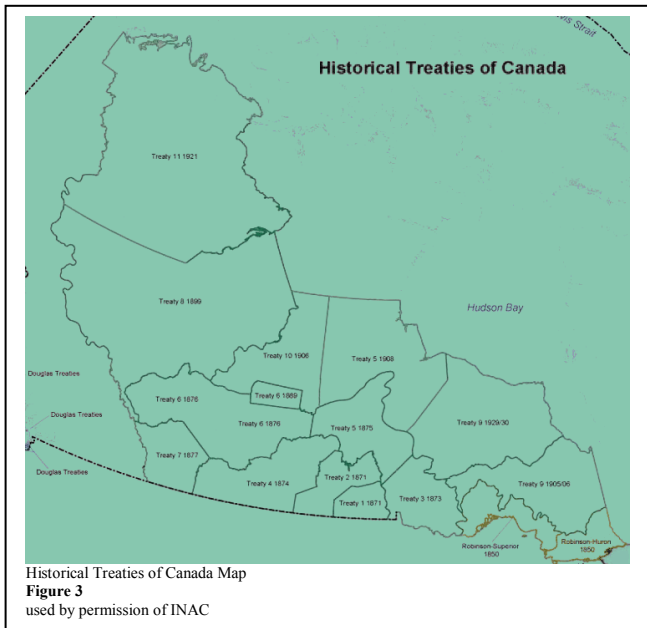 vis Strait
Historical Treaties of Canada
Treaty 11 1921
Treaty 8 1899
Hudson Bay
Treaty 10 1906
Treaty 5 1908
Douglas Treaties
Treaty 6 1876
Treaty 6 1889
Douglas Treaties
Treaty 6 1876
Treaty 5 1875
Treaty 9 1929/30
Douglas Treaties
Treaty 7 1877
Treaty 4 1874
Treaty 2 1871
Treaty 1 1871
Treaty 3 1873
Treaty 9 1905/06
Robinson-Superior
1850
Robinson-Huron
1850
Historical Treaties of Canada Map
Figure 3
used by permission of INAC